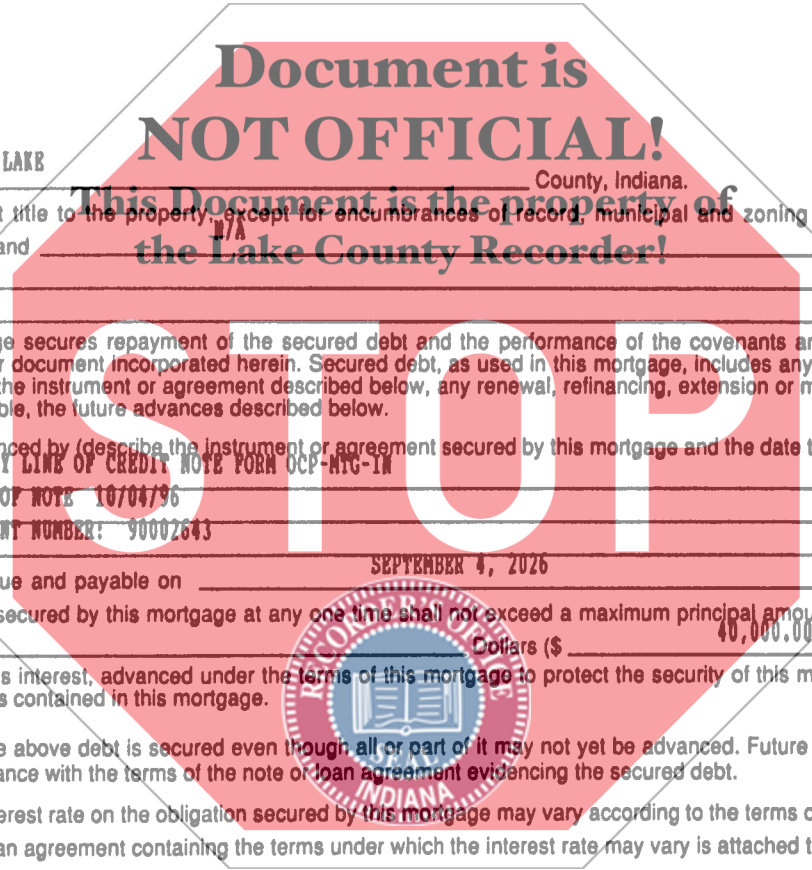 Document is
NOT OFFICIAL!
LAKE
County, Indiana.
This Document is the property of
t title to the property, except for encumbrances of record, municipal and zoning
N/A
and
the Lake County Recorder!
STOP
ge secures repayment of the secured debt and the performance of the covenants an
r document incorporated herein. Secured debt, as used in this mortgage, includes any
the instrument or agreement described below, any renewal, refinancing, extension or m
ble, the future advances described below.
nced by (describe the instrument or agreement secured by this mortgage and the date t
Y LINE OF CREDIT NOTE FORM OCP-MTG-IN
OF NOTE 10/04/96
NT NUMBER: 90002643
ue and payable on SEPTEMBER 4, 2026
secured by this mortgage at any one time shall not exceed a maximum principal amou
Dollars ($ 40,000.00
s interest, advanced under the terms of this mortgage to protect the security of this m
s contained in this mortgage.
e above debt is secured even though all or part of it may not yet be advanced. Future
ance with the terms of the note or loan agreement evidencing the secured debt.
erest rate on the obligation secured by this mortgage may vary according to the terms o
an agreement containing the terms under which the interest rate may vary is attached t
RECORDER'S OFFICE
SEAL
INDIANA